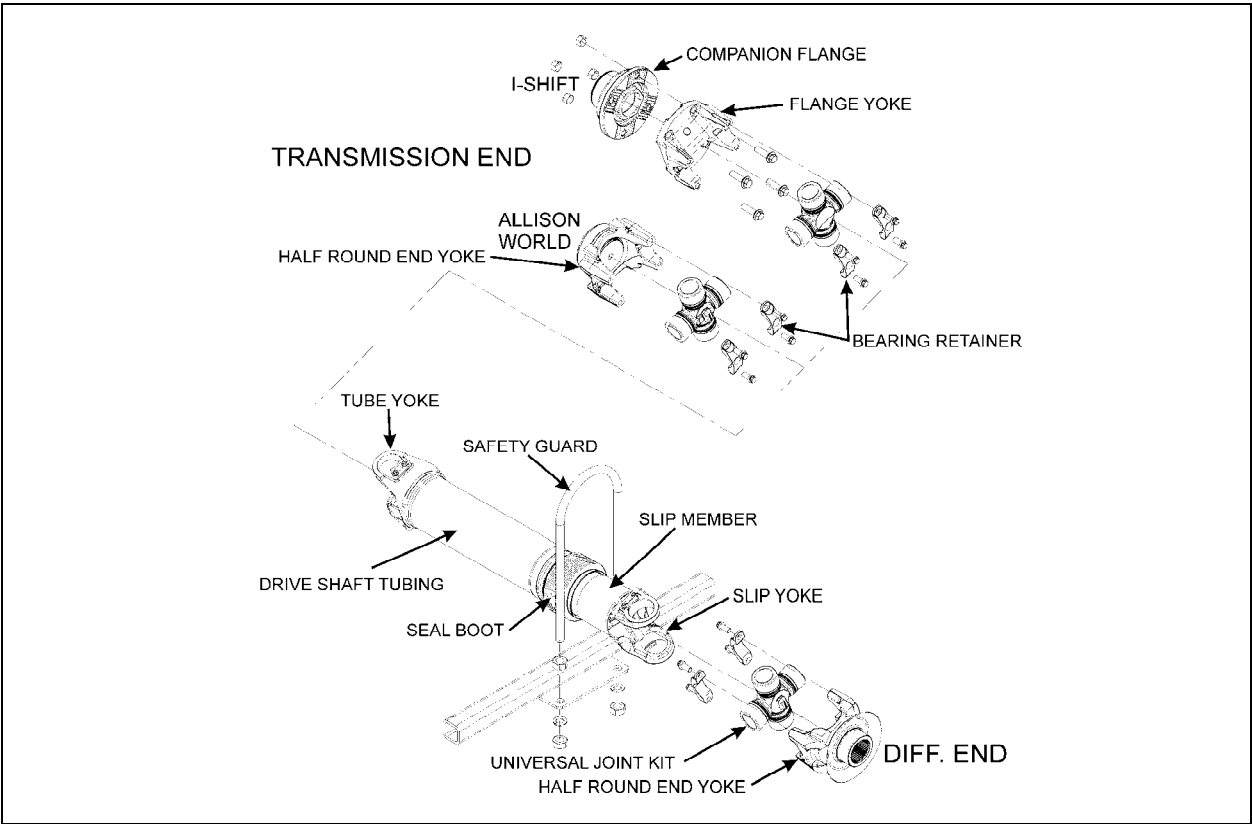 COMPANION FLANGE
I-SHIFT
FLANGE YOKE
TRANSMISSION END
ALLISON
WORLD
HALF ROUND END YOKE
BEARING RETAINER
TUBE YOKE
SAFETY GUARD
SLIP MEMBER
DRIVE SHAFT TUBING
SLIP YOKE
SEAL BOOT
UNIVERSAL JOINT KIT
DIFF. END
HALF ROUND END YOKE